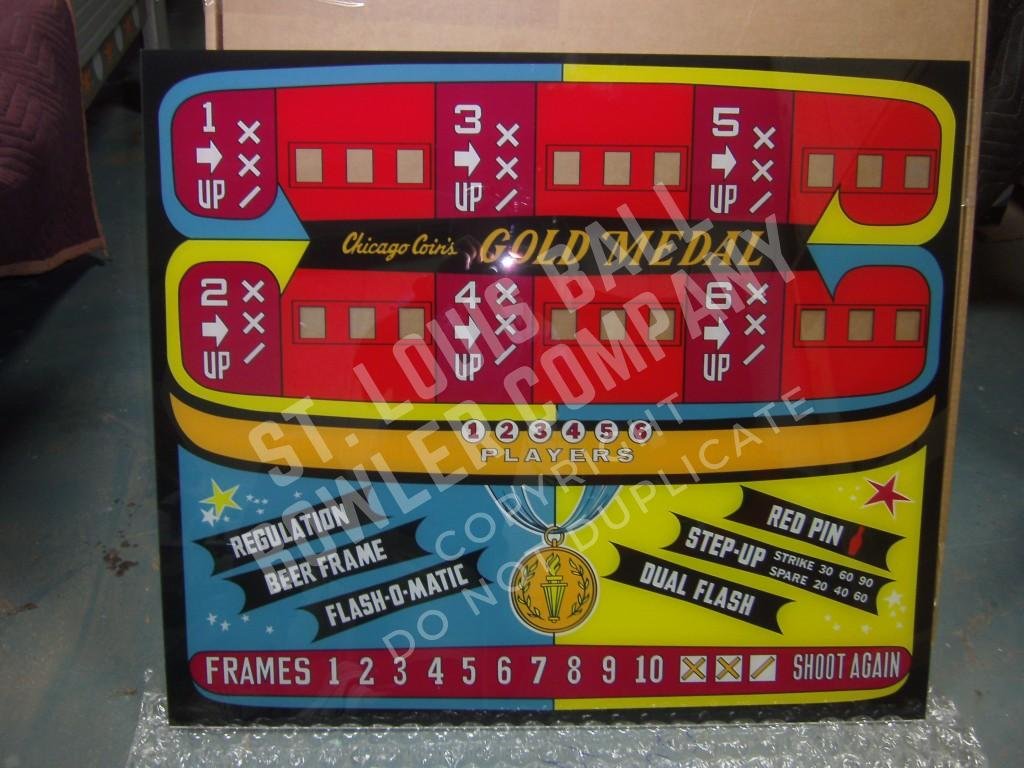 1 X X /
UP
3 X X /
UP
5 X X /
UP
Chicago Coin's GOLD MEDAL
2 X X /
UP
4 X X /
UP
6 X X /
UP
1 2 3 4 5 6
PLAYERS
REGULATION
BEER FRAME
FLASH-O-MATIC
RED PIN
STEP-UP STRIKE 30 60 90
SPARE 20 40 60
DUAL FLASH
FRAMES 1 2 3 4 5 6 7 8 9 10 X X / SHOOT AGAIN
ST. LOUIS BALL
BOWLER COMPANY
COPYRIGHT
DO NOT DUPLICATE